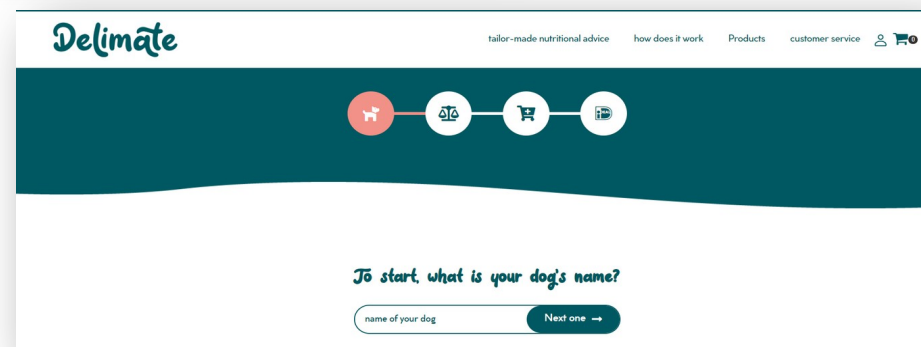 Delimate
tailor-made nutritional advice how does it work Products customer service 0
iD
To start, what is your dog's name?
name of your dog Next one →